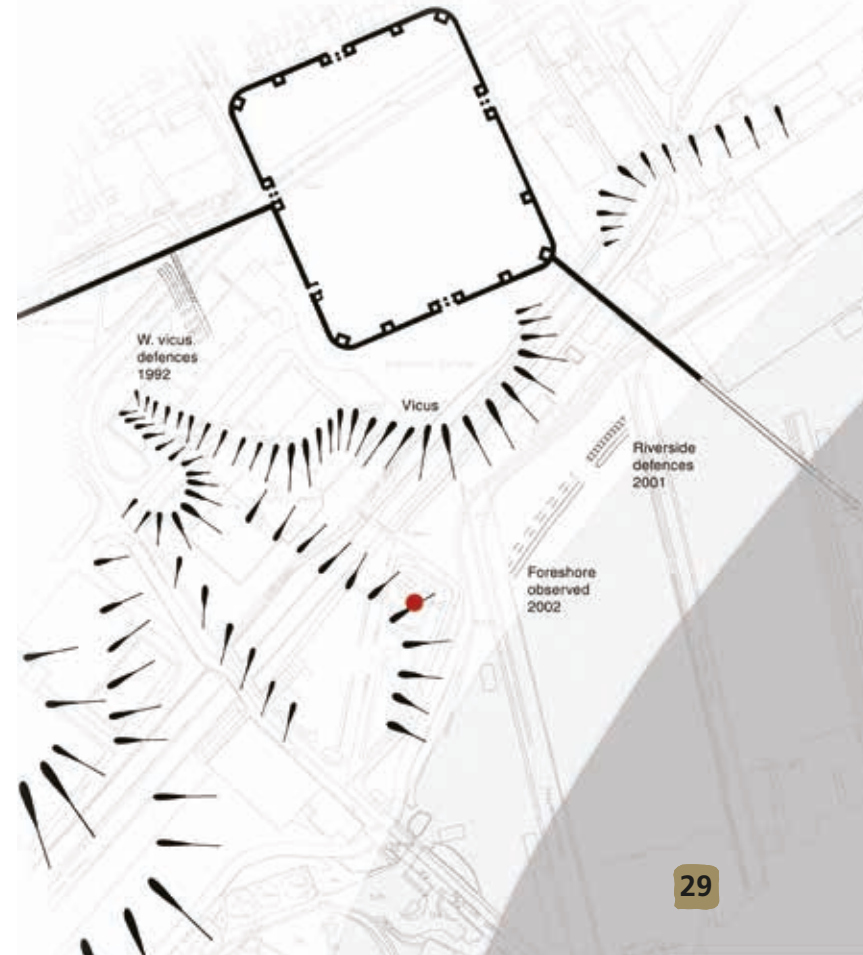 W. vicus
defences
1992
Vicus
Riverside
defences
2001
Foreshore
observed
2002
29